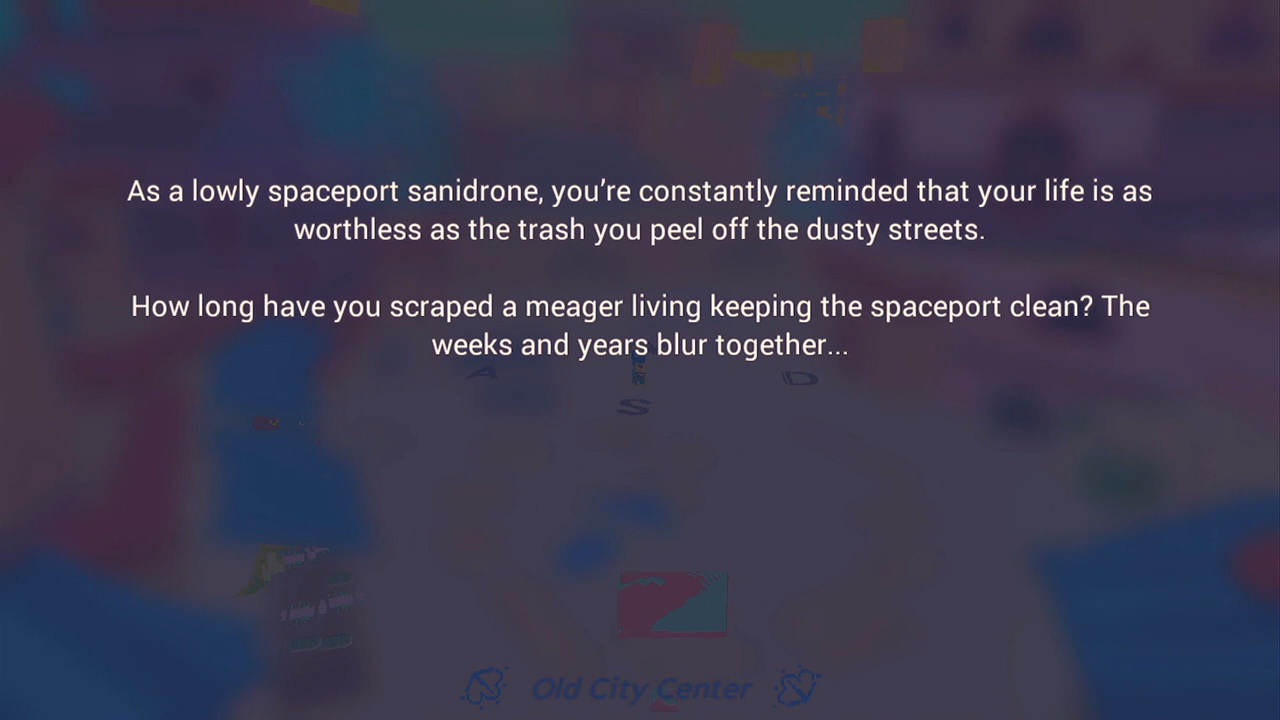 As a lowly spaceport sanidrone, you're constantly reminded that your life is as
worthless as the trash you peel off the dusty streets.
How long have you scraped a meager living keeping the spaceport clean? The
weeks and years blur together...
A
D
S
Old City Center